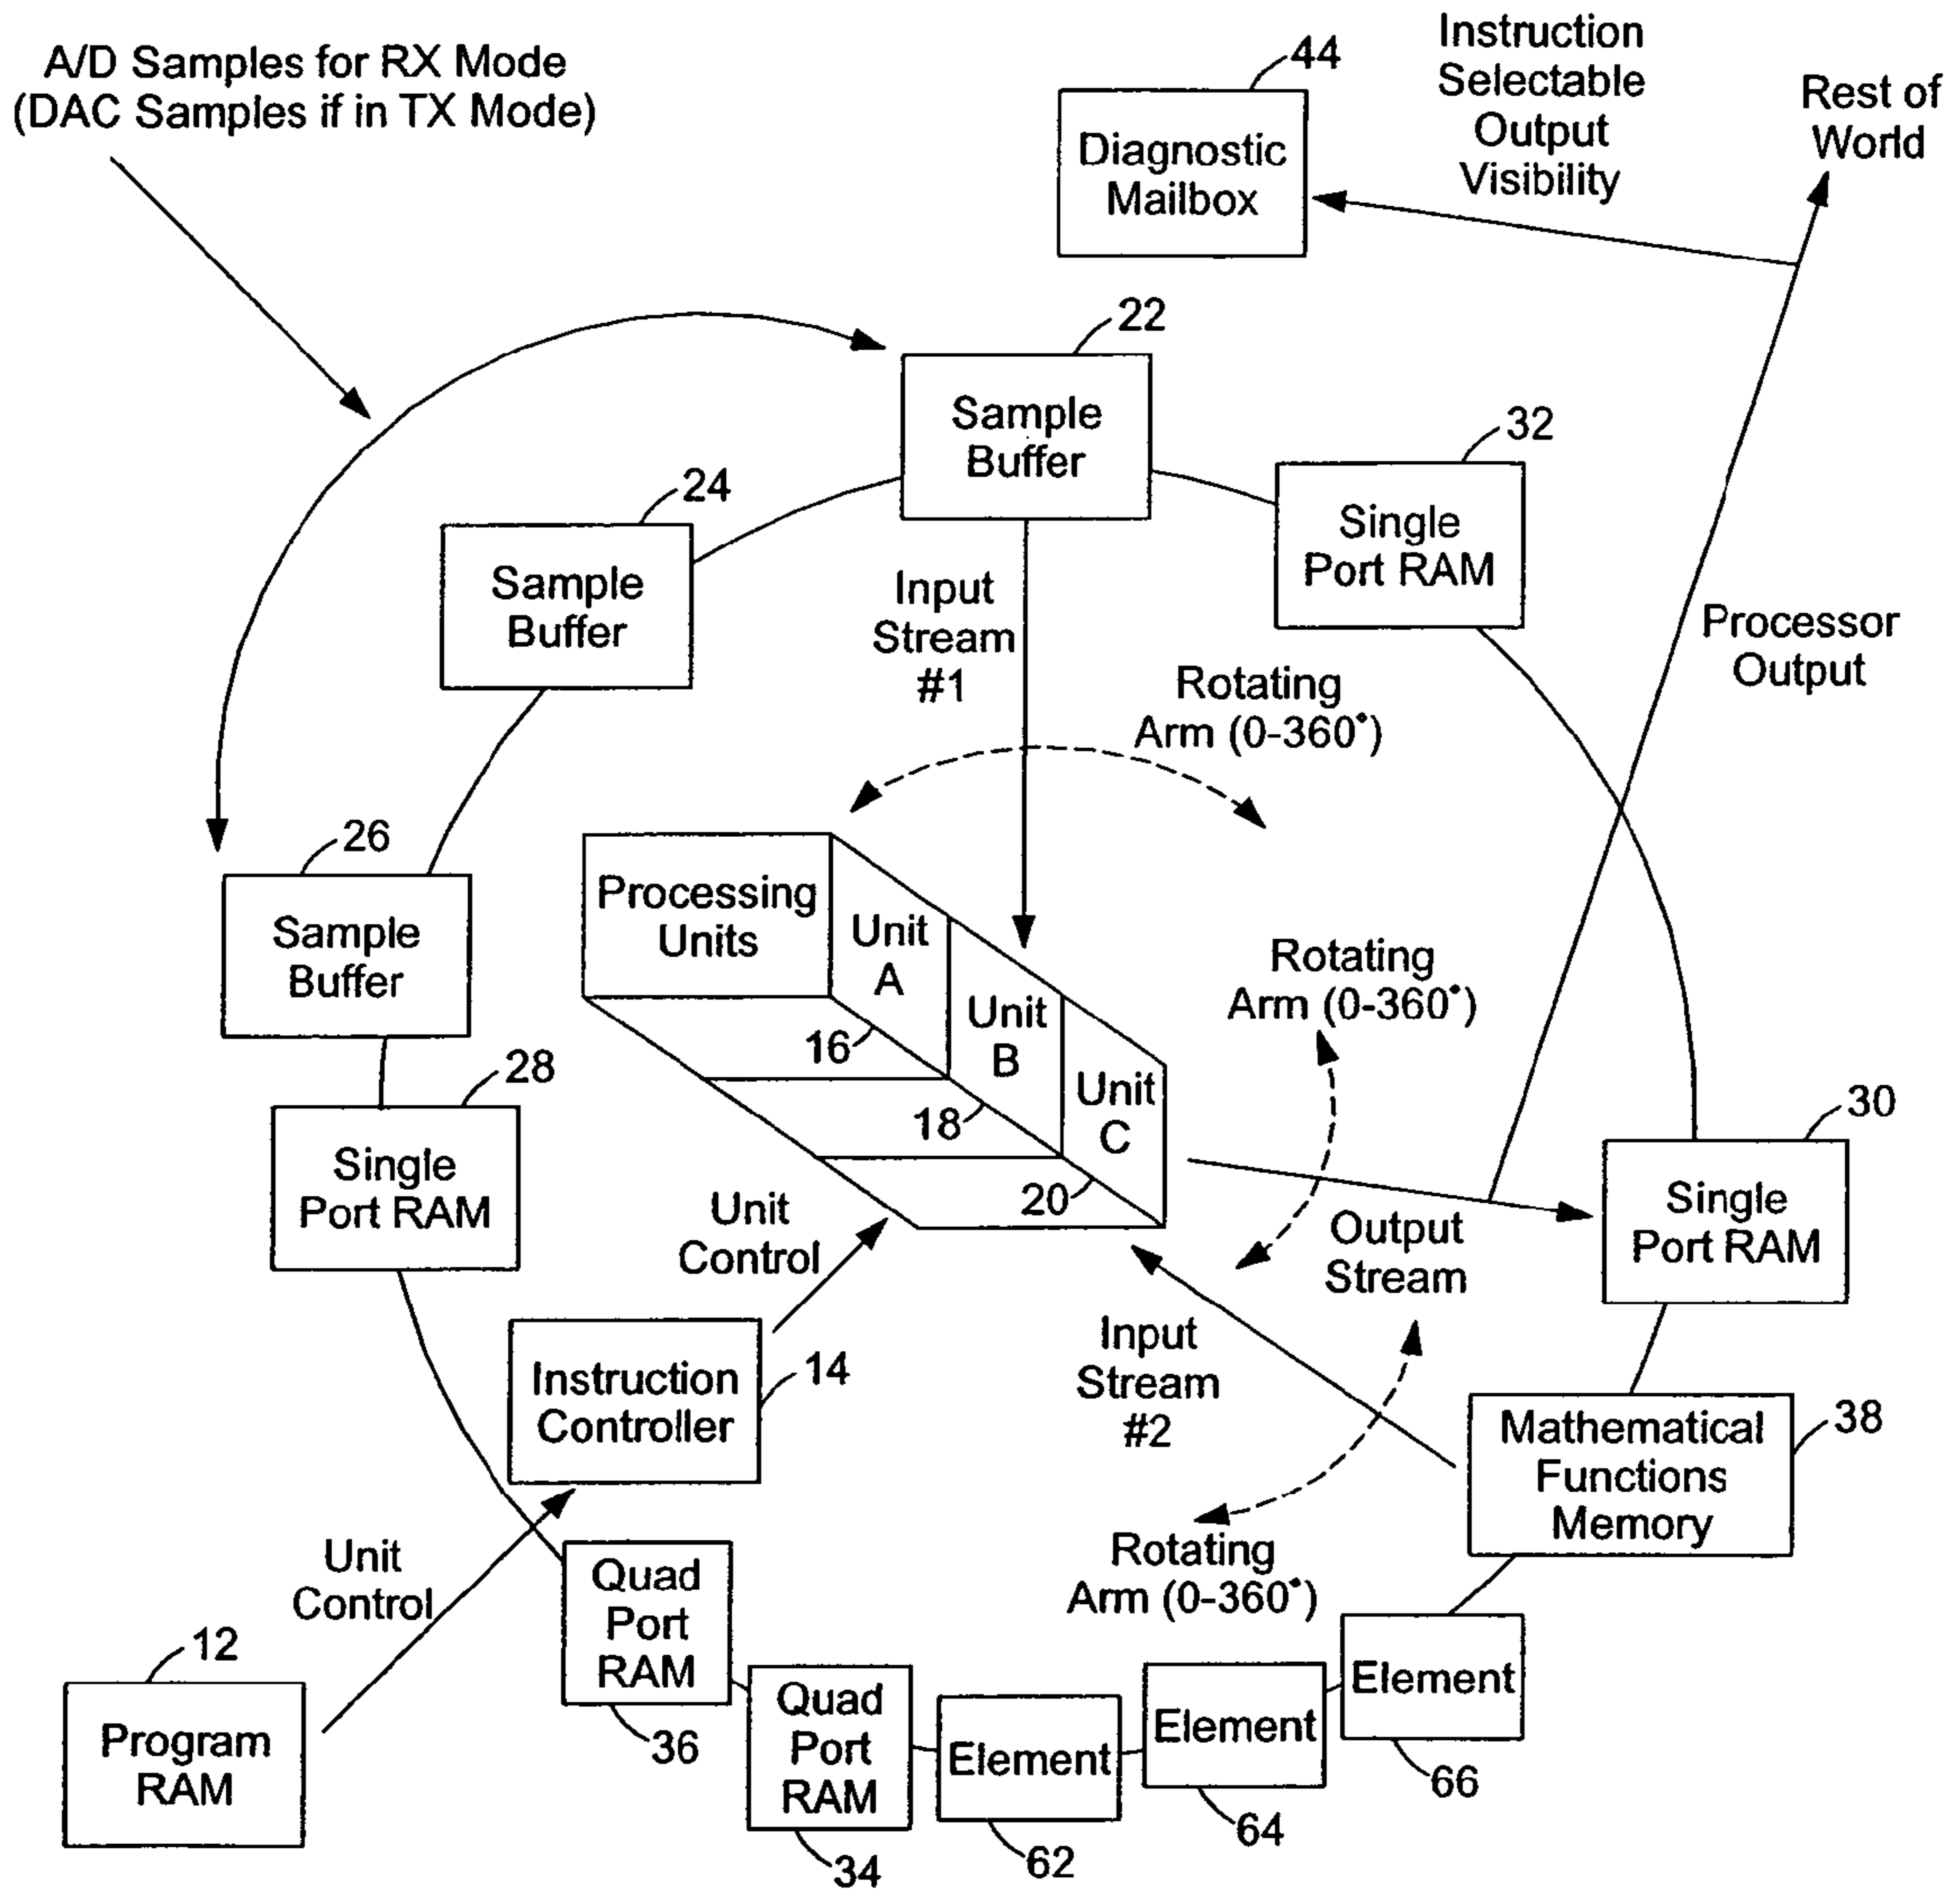 A/D Samples for RX Mode
(DAC Samples if in TX Mode)
44
Diagnostic
Mailbox
Instruction
Selectable
Output
Visibility
Rest of
World
22
Sample
Buffer
32
Single
Port RAM
24
Sample
Buffer
Input
Stream
#1
Rotating
Arm (0-360°)
Processor
Output
26
Sample
Buffer
Processing
Units
Unit
A
Unit
B
Unit
C
16
18
20
Rotating
Arm (0-360°)
28
Single
Port RAM
30
Single
Port RAM
Output
Stream
Unit
Control
Instruction
Controller
14
Input
Stream
#2
Mathematical
Functions
Memory
38
Rotating
Arm (0-360°)
Unit
Control
12
Program
RAM
Quad
Port
RAM
36
Quad
Port
RAM
34
Element
62
Element
64
Element
66